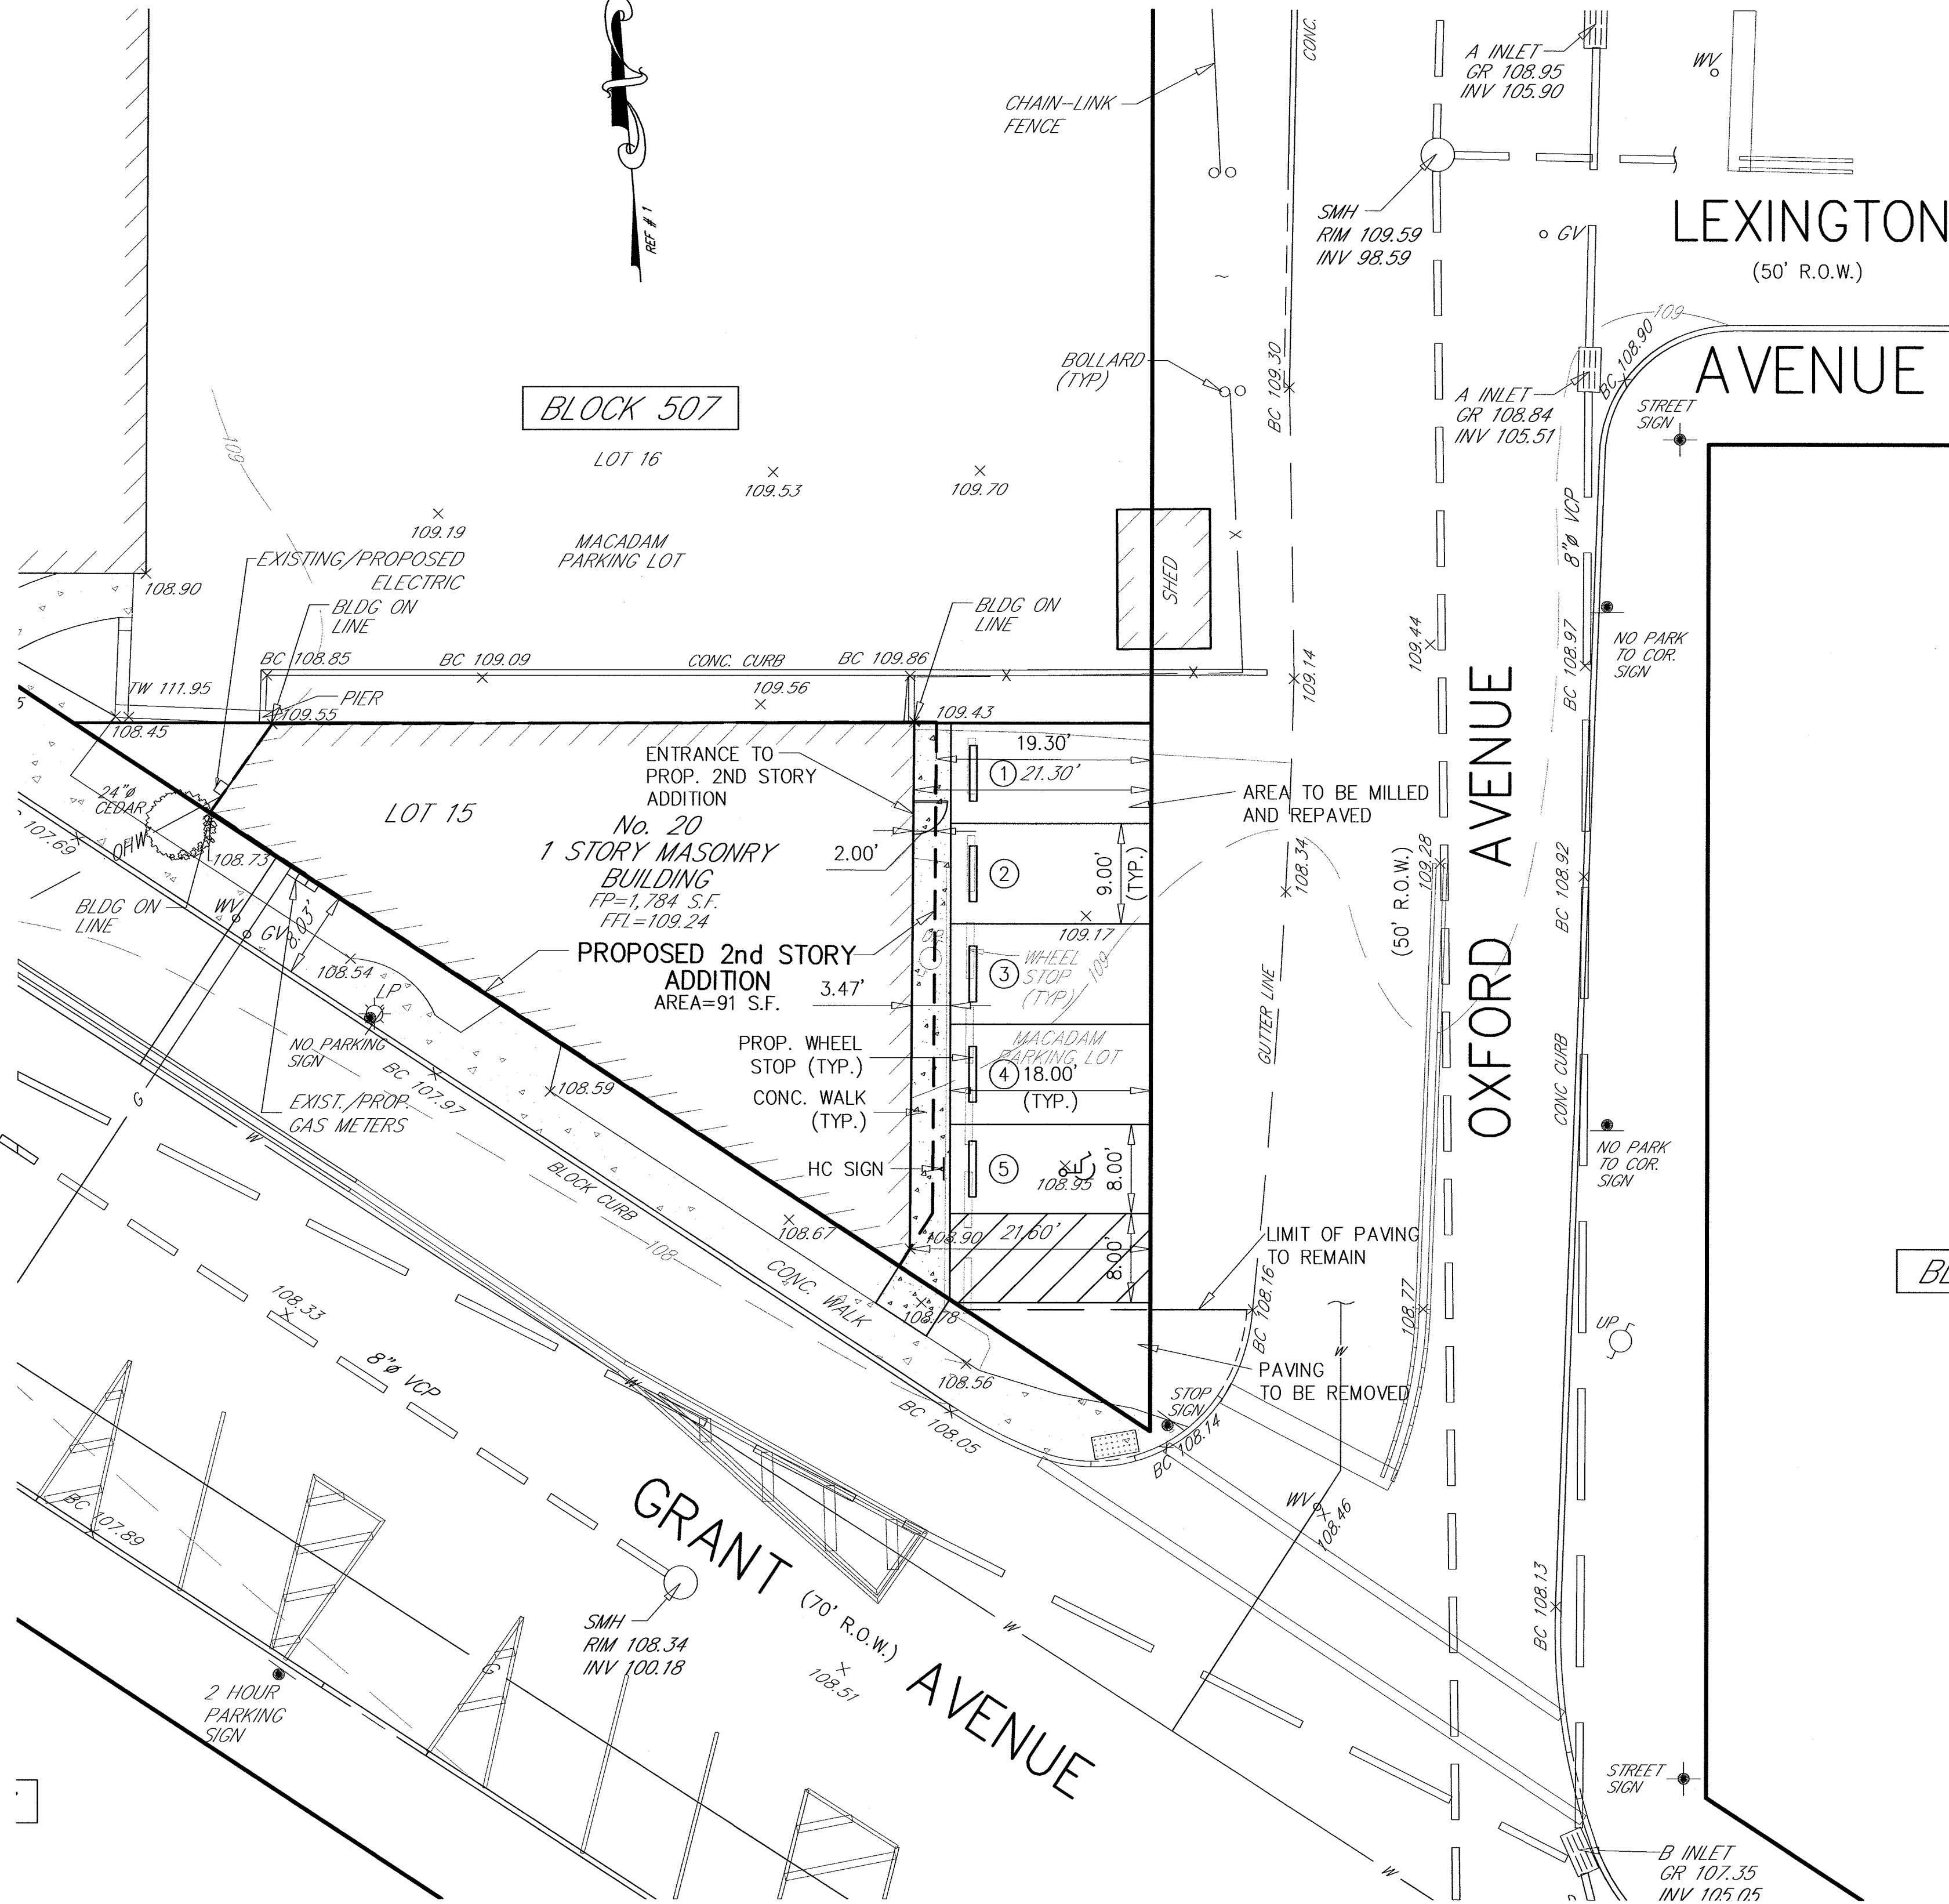 REF # 1
CHAIN-LINK
FENCE
CONC.
A INLET
GR 108.95
INV 105.90
WV
SMH
RIM 109.59
INV 98.59
GV
LEXINGTON
(50' R.O.W.)
109
AVENUE
BC 108.90
A INLET
GR 108.84
INV 105.51
STREET
SIGN
BC 109.30
BOLLARD
(TYP)
BLOCK 507
LOT 16
109
109.53
109.70
109.19
MACADAM
PARKING LOT
EXISTING/PROPOSED
ELECTRIC
108.90
BLDG ON
LINE
BLDG ON
LINE
SHED
8"Ø VCP
109.44
BC 108.97
NO PARK
TO COR.
SIGN
109.14
BC 108.85
BC 109.09
CONC. CURB
BC 109.86
TW 111.95
PIER
109.55
109.56
109.43
108.45
5
24"Ø
CEDAR
107.69
OHW
108.73
LOT 15
ENTRANCE TO
PROP. 2ND STORY
ADDITION
No. 20
1 STORY MASONRY
BUILDING
FP=1,784 S.F.
FFL=109.24
2.00'
19.30'
1
21.30'
AREA TO BE MILLED
AND REPAVED
2
9.00'
(TYP.)
108.34
(50' R.O.W.)
109.28
OXFORD AVENUE
BC 108.92
BLDG ON
LINE
WV
GV
8.03'
108.54
LP
PROPOSED 2nd STORY
ADDITION
AREA=91 S.F.
3.47'
109.17
3
WHEEL
STOP
(TYP)
109
GUTTER LINE
CONC CURB
NO PARKING
SIGN
BC 107.97
108.59
PROP. WHEEL
STOP (TYP.)
CONC. WALK
(TYP.)
MACADAM
PARKING LOT
4
18.00'
(TYP.)
EXIST./PROP.
GAS METERS
G
W
HC SIGN
5
108.95
8.00'
NO PARK
TO COR.
SIGN
BLOCK CURB
108
108.67
108.90
21.60'
8.00'
LIMIT OF PAVING
TO REMAIN
BC 108.16
108.77
W
UP
108.33
8"Ø VCP
CONC. WALK
108.78
108.56
PAVING
TO BE REMOVED
STOP
SIGN
BC 108.14
BC 108.05
W
WV
108.46
BC 107.89
GRANT (70' R.O.W.) AVENUE
SMH
RIM 108.34
INV 100.18
108.51
W
G
BC 108.13
2 HOUR
PARKING
SIGN
STREET
SIGN
W
B INLET
GR 107.35
INV 105.05